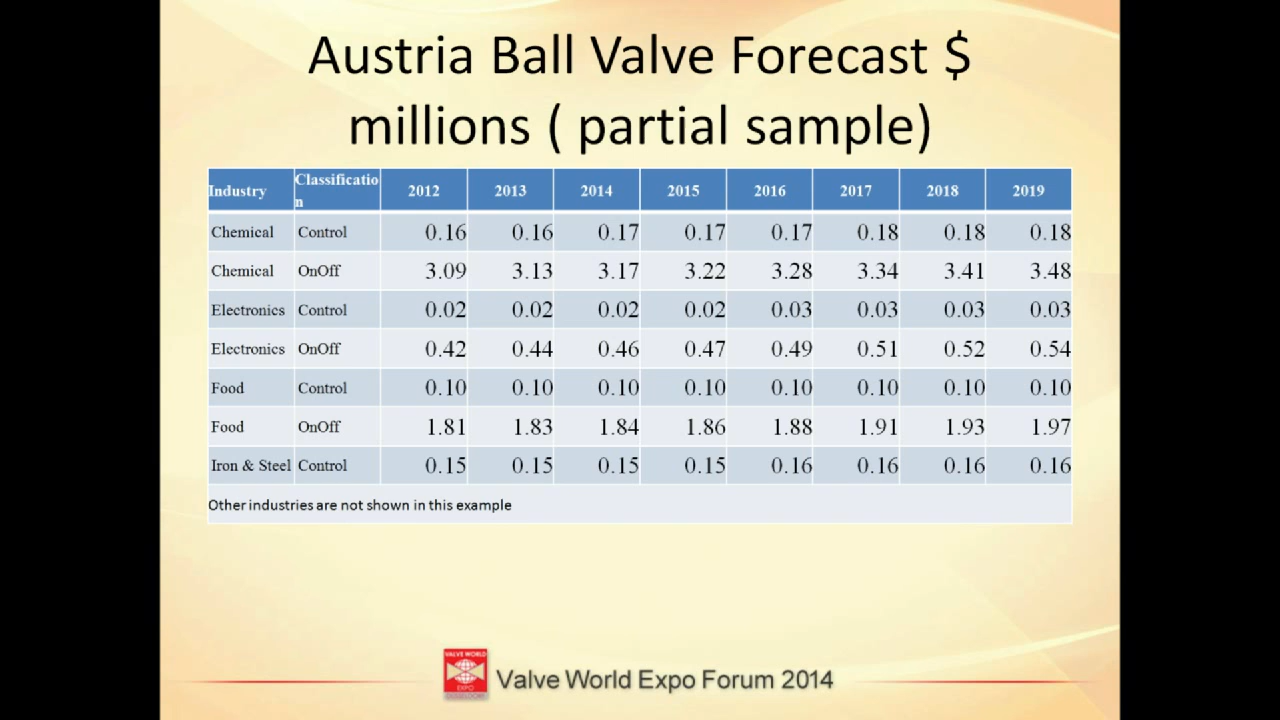 Austria Ball Valve Forecast $
millions ( partial sample)
Industry Classificatio
n 2012 2013 2014 2015 2016 2017 2018 2019
Chemical Control 0.16 0.16 0.17 0.17 0.17 0.18 0.18 0.18
Chemical OnOff 3.09 3.13 3.17 3.22 3.28 3.34 3.41 3.48
Electronics Control 0.02 0.02 0.02 0.02 0.03 0.03 0.03 0.03
Electronics OnOff 0.42 0.44 0.46 0.47 0.49 0.51 0.52 0.54
Food Control 0.10 0.10 0.10 0.10 0.10 0.10 0.10 0.10
Food OnOff 1.81 1.83 1.84 1.86 1.88 1.91 1.93 1.97
Iron & Steel Control 0.15 0.15 0.15 0.15 0.16 0.16 0.16 0.16
Other industries are not shown in this example
VALVE WORLD
EXPO
Valve World Expo Forum 2014